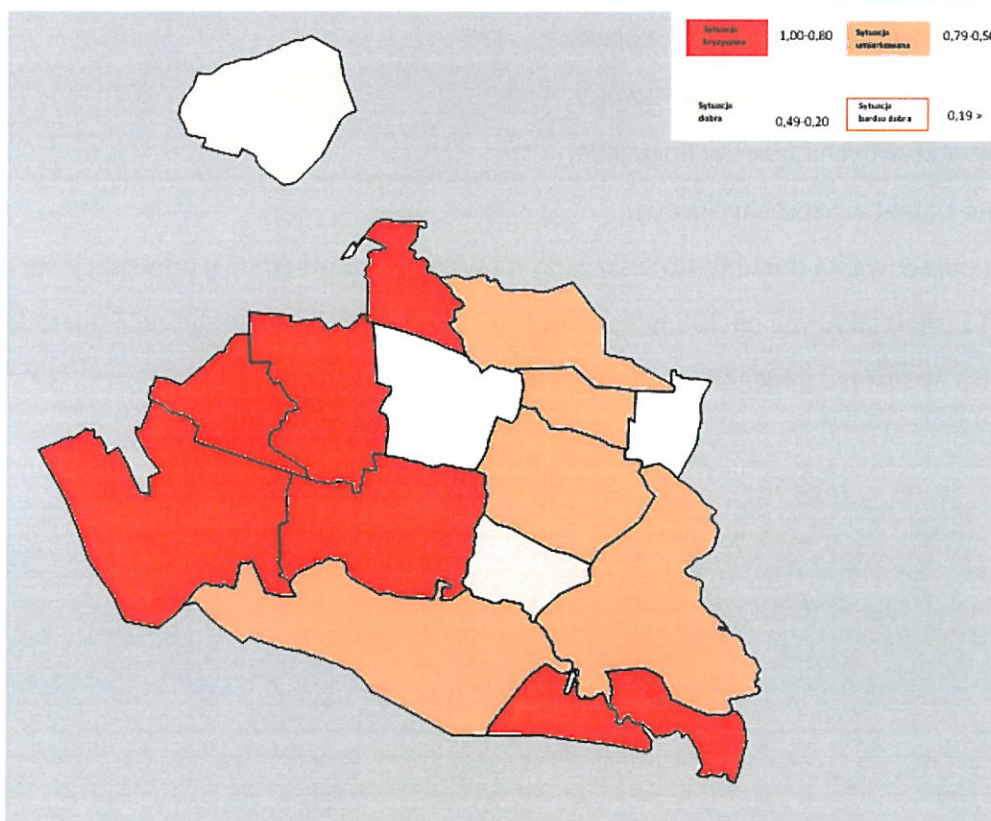 Sytuacja
kryzysowa
1,00-0,80
Sytuacja
umiarkowana
0,79-0,50
Sytuacja
dobra
0,49-0,20
Sytuacja
bardzo dobra
0,19 >